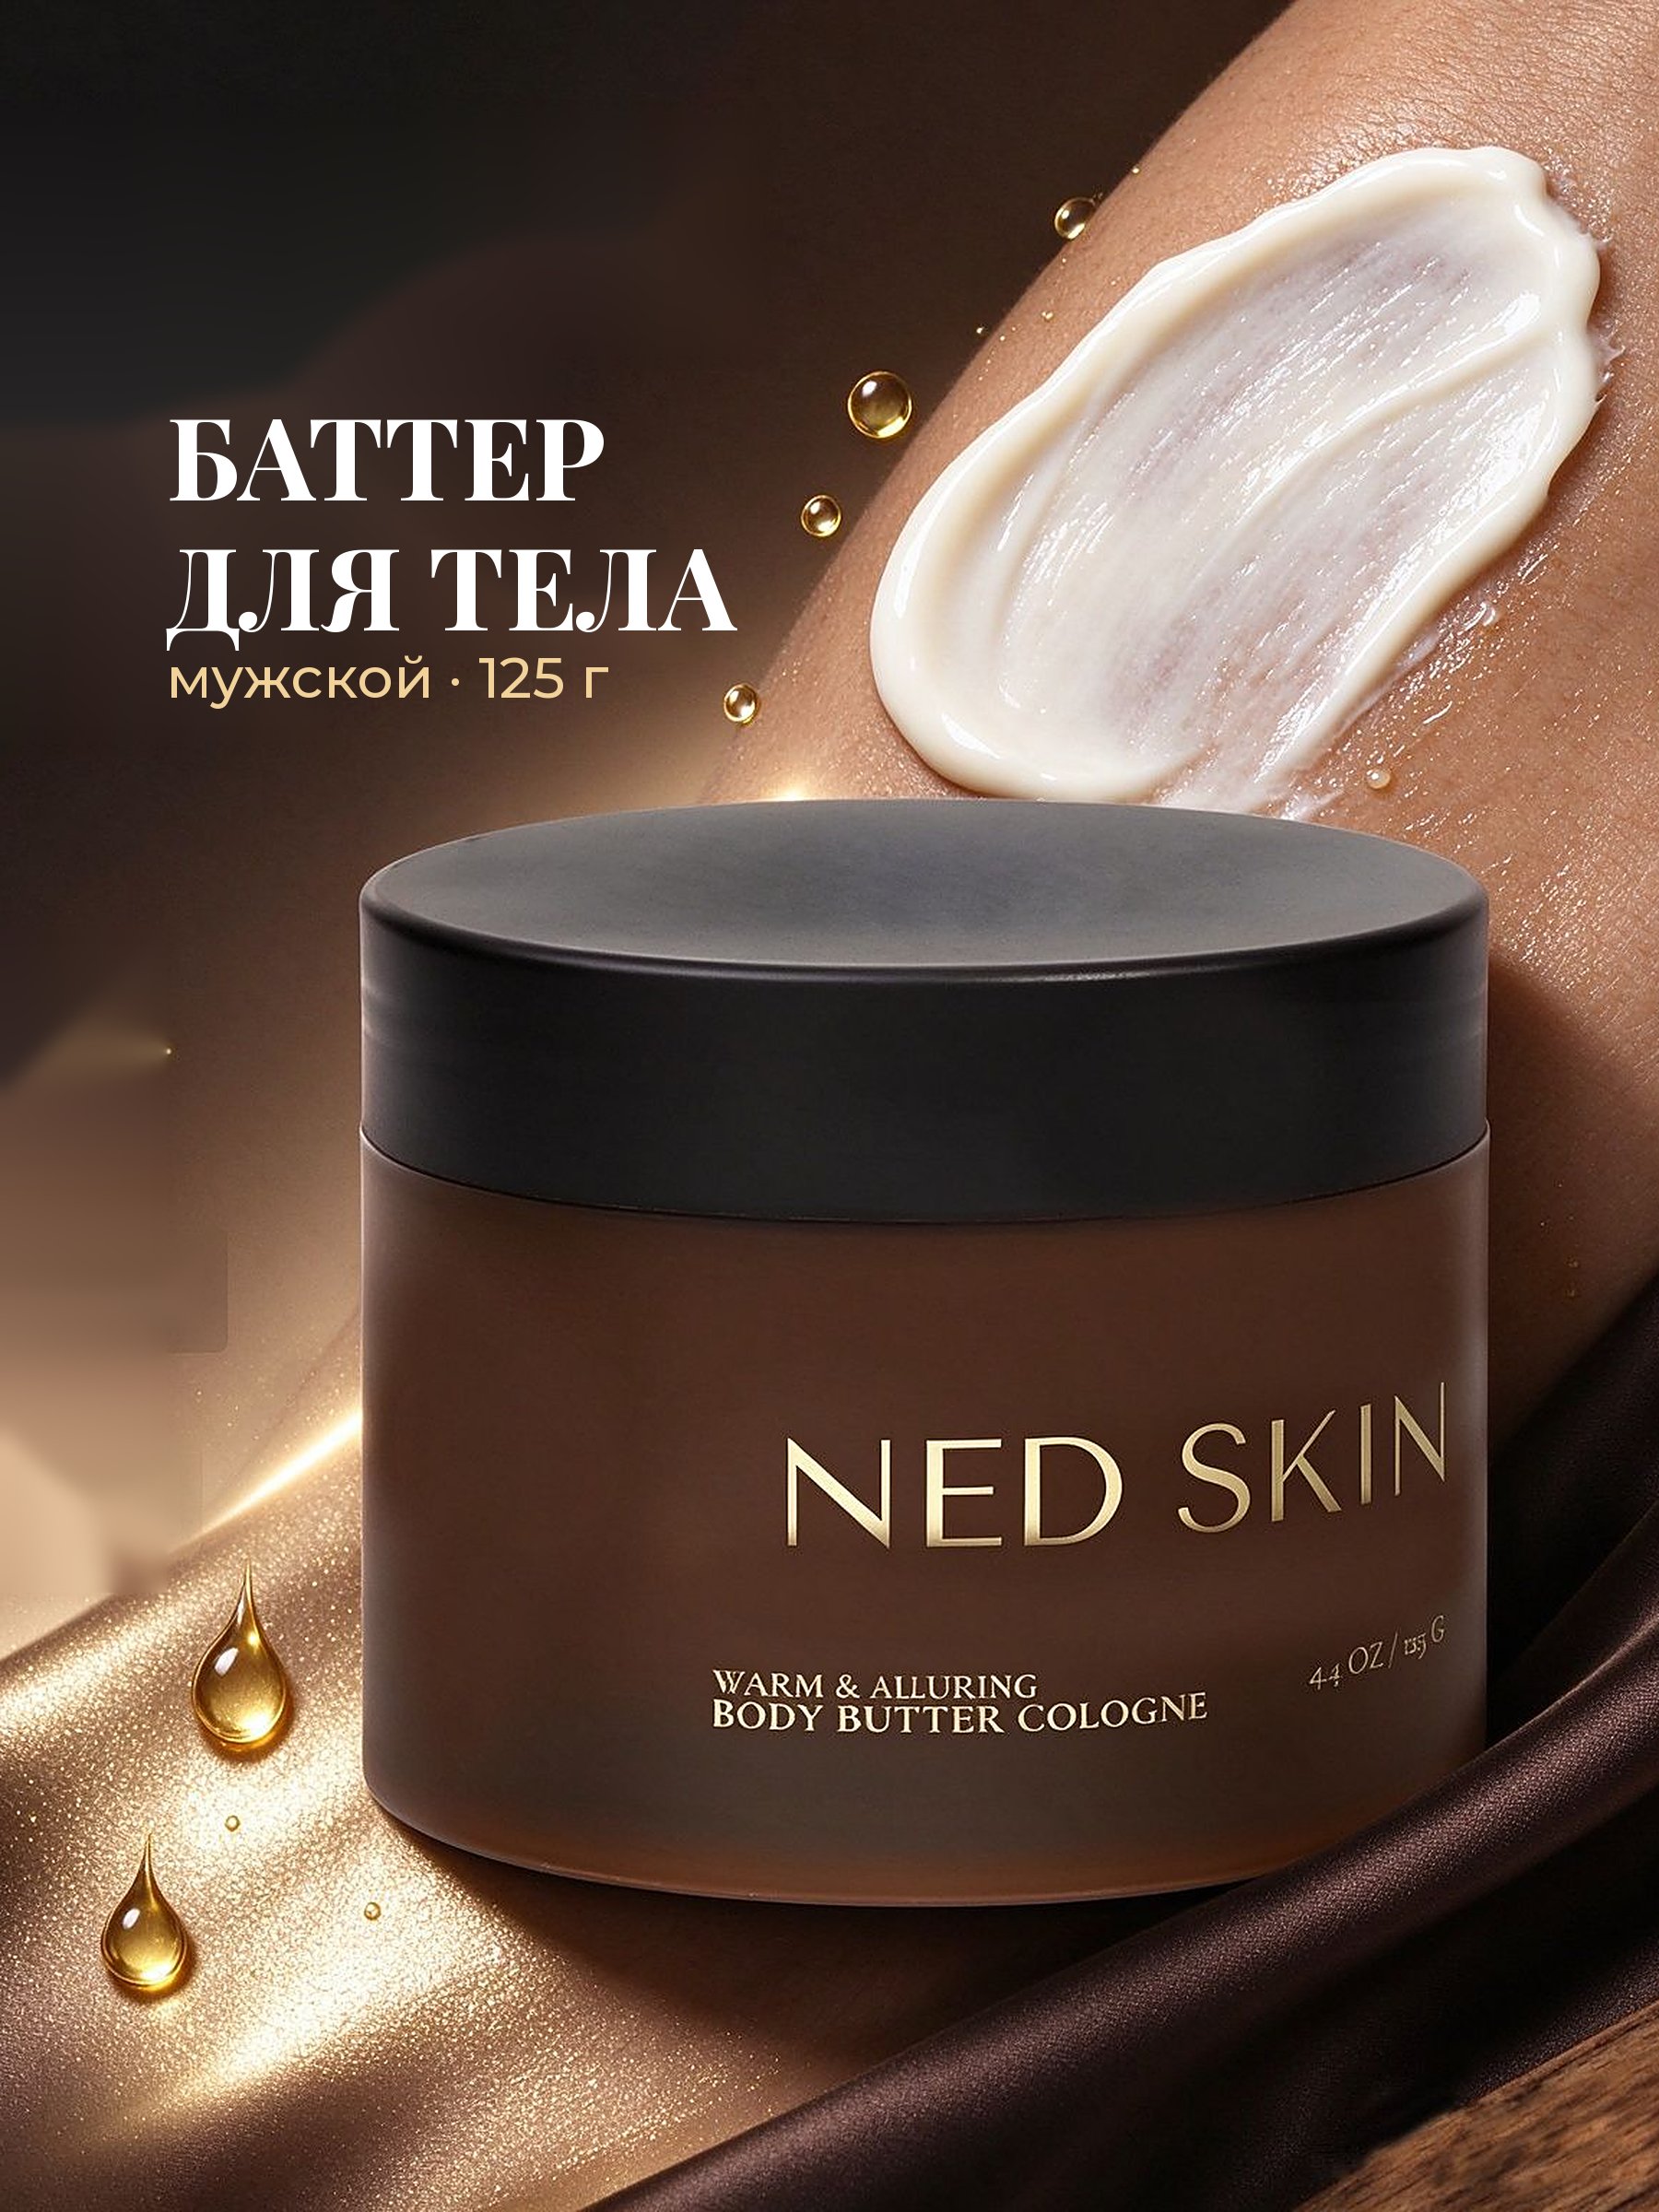 БАТТЕР
ДЛЯ ТЕЛА
мужской · 125 г
NED SKIN
4.4 OZ / 125 G
WARM & ALLURING
BODY BUTTER COLOGNE